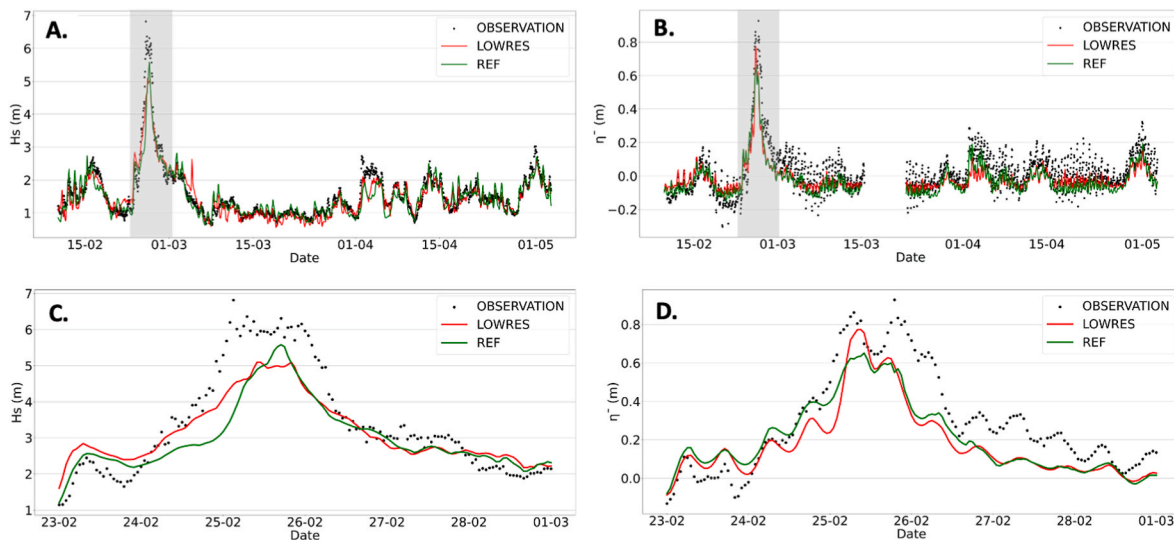 A.
7
6
5
4
3
2
1
Hs (m)
15-02
01-03
15-03
01-04
15-04
01-05
Date
OBSERVATION
LOWRES
REF
B.
0.8
0.6
0.4
0.2
0.0
−0.2
η⁻ (m)
15-02
01-03
15-03
01-04
15-04
01-05
Date
OBSERVATION
LOWRES
REF
C.
7
6
5
4
3
2
1
Hs (m)
23-02
24-02
25-02
26-02
27-02
28-02
01-03
Date
OBSERVATION
LOWRES
REF
D.
0.8
0.6
0.4
0.2
0.0
η⁻ (m)
23-02
24-02
25-02
26-02
27-02
28-02
01-03
Date
OBSERVATION
LOWRES
REF